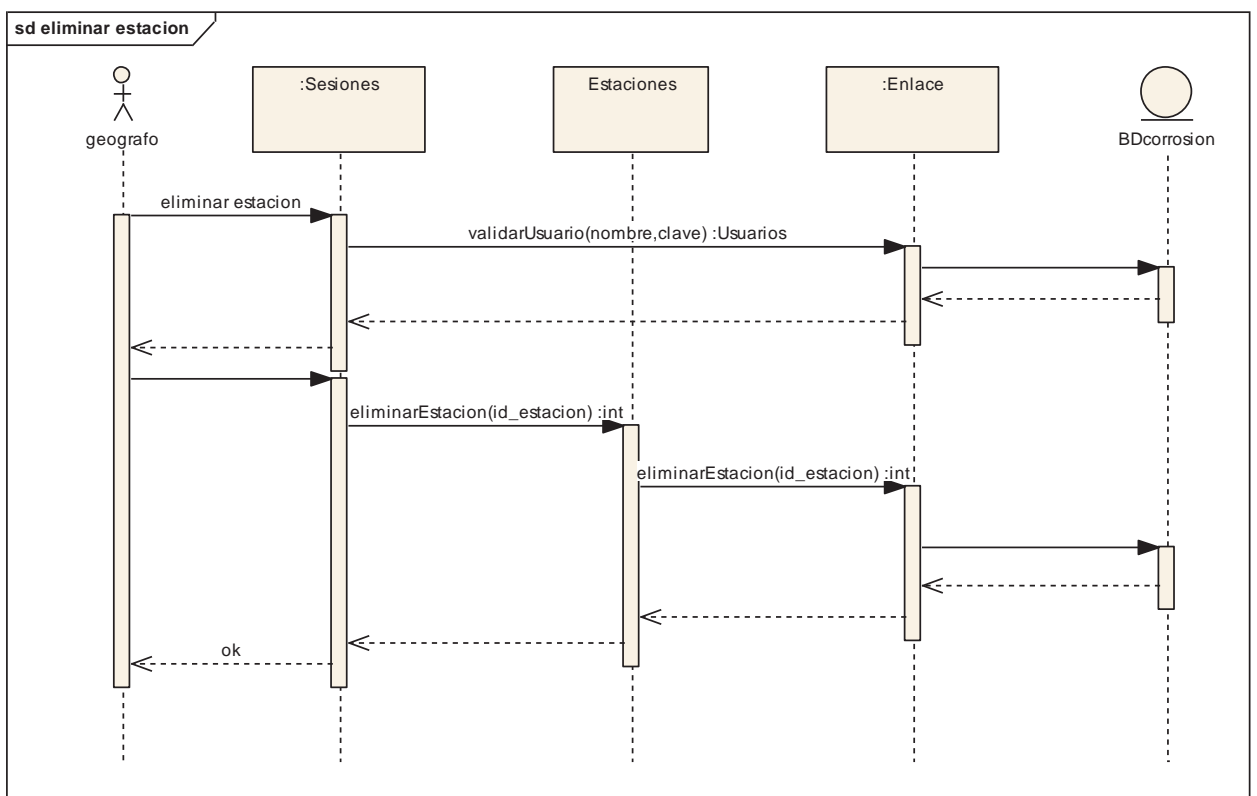 sd eliminar estacion
geografo
:Sesiones
Estaciones
:Enlace
BDcorrosion
eliminar estacion
validarUsuario(nombre,clave) :Usuarios
eliminarEstacion(id_estacion) :int
eliminarEstacion(id_estacion) :int
ok